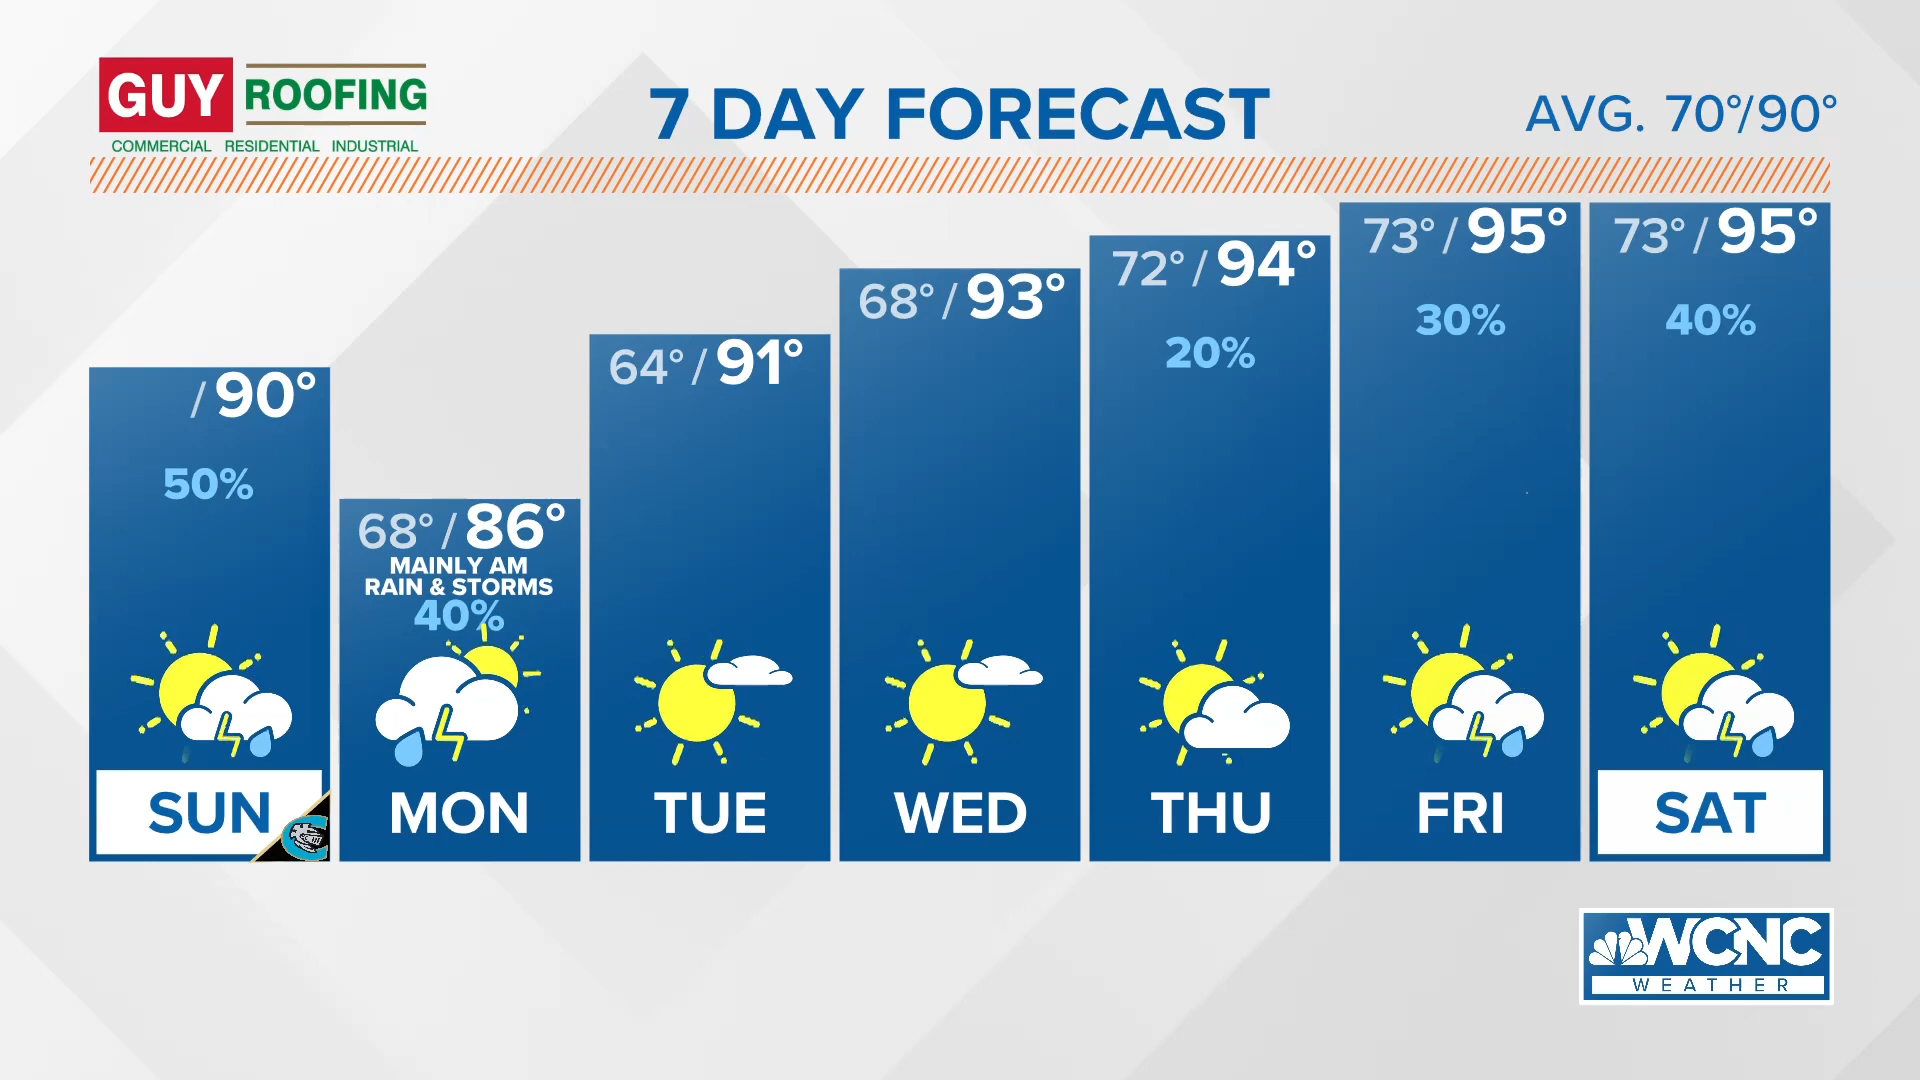 GUY ROOFING
COMMERCIAL RESIDENTIAL INDUSTRIAL
7 DAY FORECAST
AVG. 70°/90°
/ 90°
50%
SUN
68° / 86°
MAINLY AM
RAIN & STORMS
40%
MON
64° / 91°
TUE
68° / 93°
WED
72° / 94°
20%
THU
73° / 95°
30%
FRI
73° / 95°
40%
SAT
WCNC
WEATHER